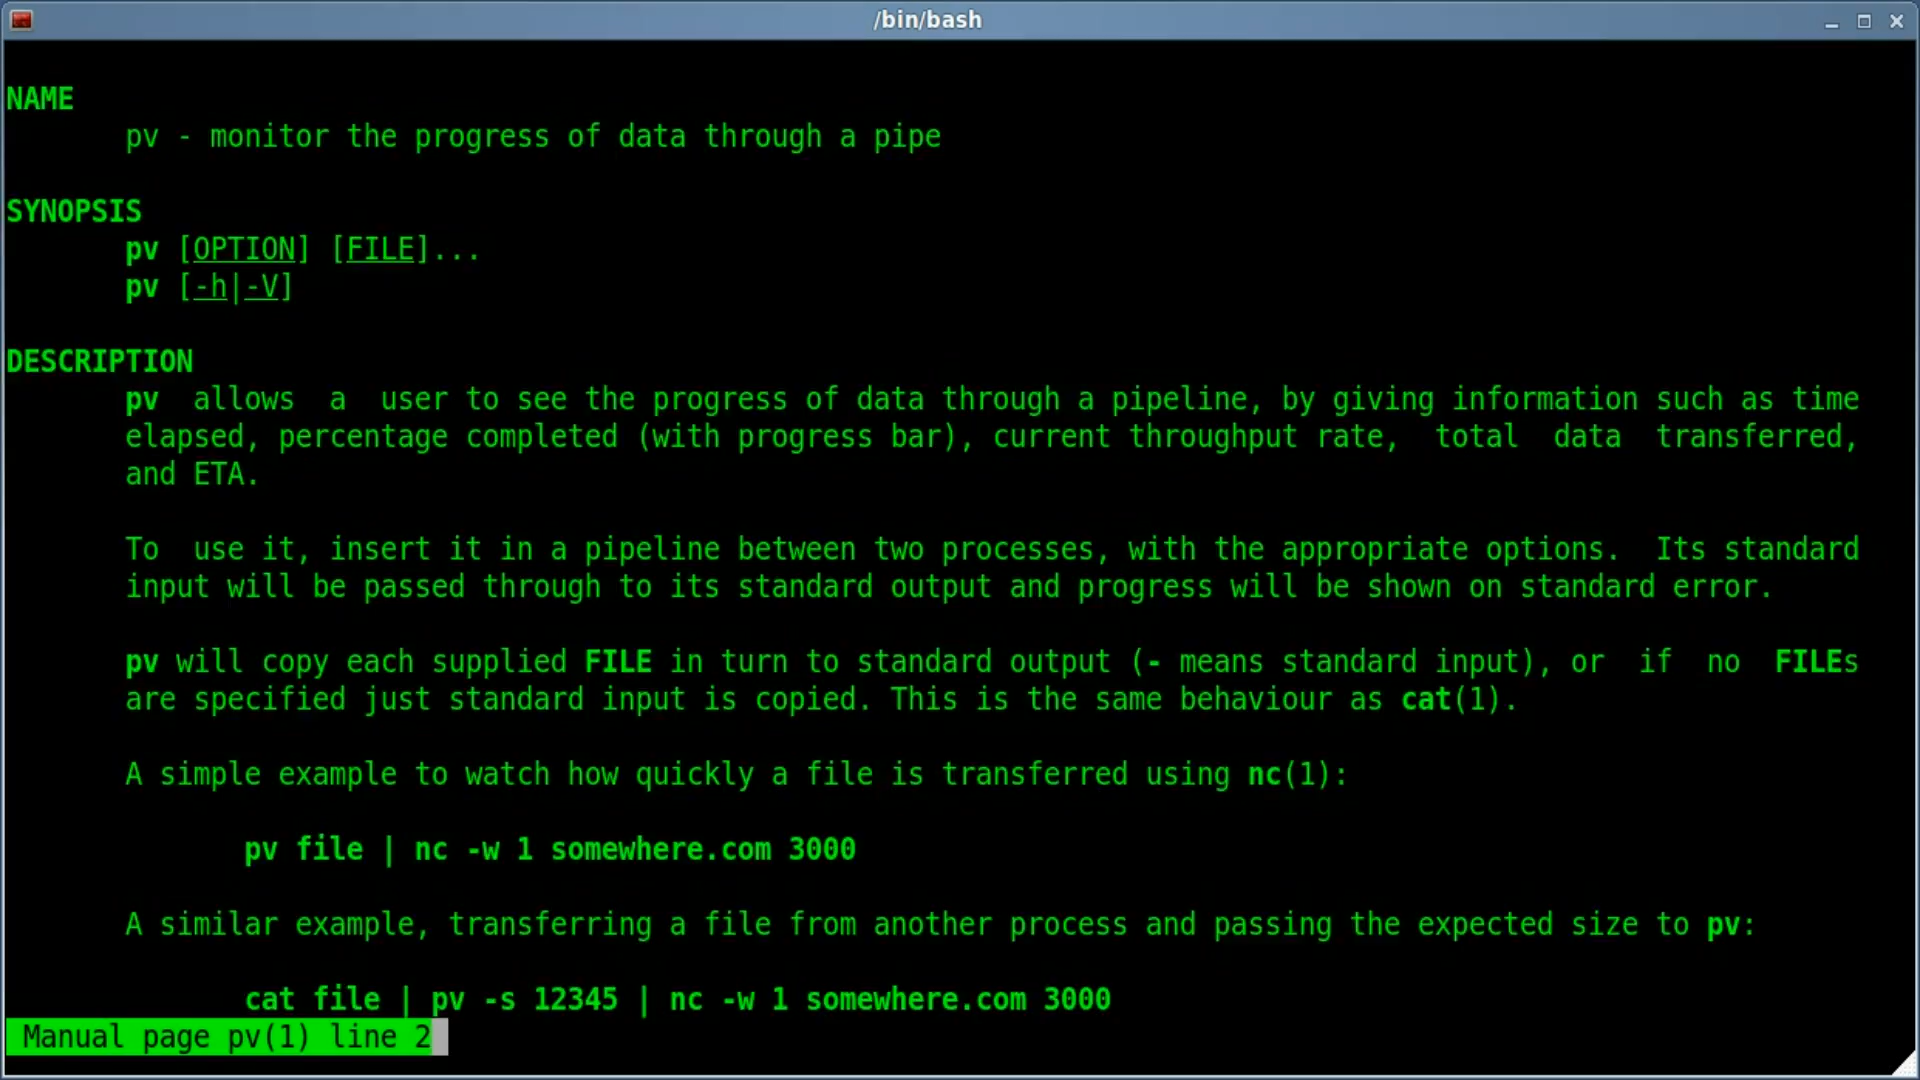 /bin/bash
NAME
pv - monitor the progress of data through a pipe
SYNOPSIS
pv [OPTION] [FILE]...
pv [-h|-V]
DESCRIPTION
pv allows a user to see the progress of data through a pipeline, by giving information such as time
elapsed, percentage completed (with progress bar), current throughput rate, total data transferred,
and ETA.
To use it, insert it in a pipeline between two processes, with the appropriate options. Its standard
input will be passed through to its standard output and progress will be shown on standard error.
pv will copy each supplied FILE in turn to standard output (- means standard input), or if no FILEs
are specified just standard input is copied. This is the same behaviour as cat(1).
A simple example to watch how quickly a file is transferred using nc(1):
pv file | nc -w 1 somewhere.com 3000
A similar example, transferring a file from another process and passing the expected size to pv:
cat file | pv -s 12345 | nc -w 1 somewhere.com 3000
Manual page pv(1) line 2